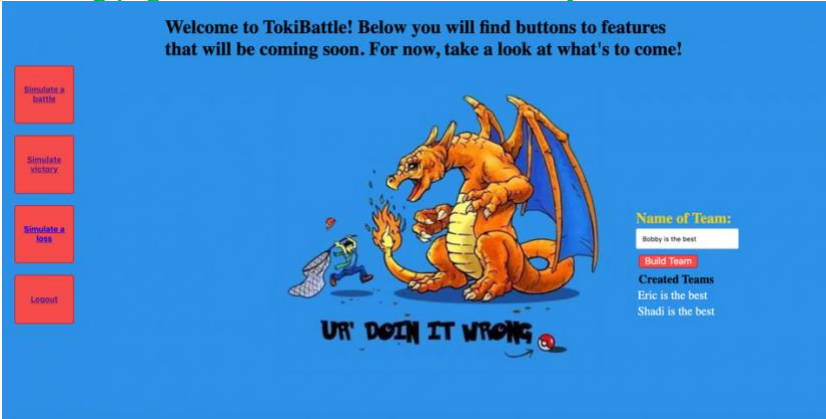 Welcome to TokiBattle! Below you will find buttons to features
that will be coming soon. For now, take a look at what's to come!
Simulate a
battle
Simulate
victory
Simulate a
loss
Logout
UR' DOIN IT WRONG
Name of Team:
Bobby is the best
Build Team
Created Teams
Eric is the best
Shadi is the best